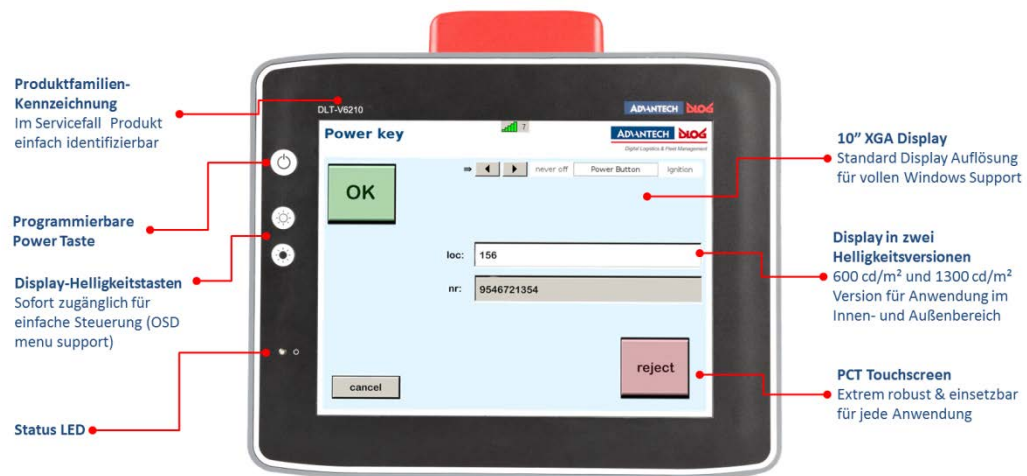 Produktfamilien-
Kennzeichnung
Im Servicefall Produkt
einfach identifizierbar
Programmierbare
Power Taste
Display-Helligkeitstasten
Sofort zugänglich für
einfache Steuerung (OSD
menu support)
Status LED
DLT-V6210
ADVANTECH DLOG
Power key
7
ADVANTECH DLOG
Digital Logistics & Fleet Management
OK
⇒ never off Power Button Ignition
loc: 156
nr: 9546721354
cancel
reject
10” XGA Display
Standard Display Auflösung
für vollen Windows Support
Display in zwei
Helligkeitsversionen
600 cd/m² und 1300 cd/m²
Version für Anwendung im
Innen- und Außenbereich
PCT Touchscreen
Extrem robust & einsetzbar
für jede Anwendung